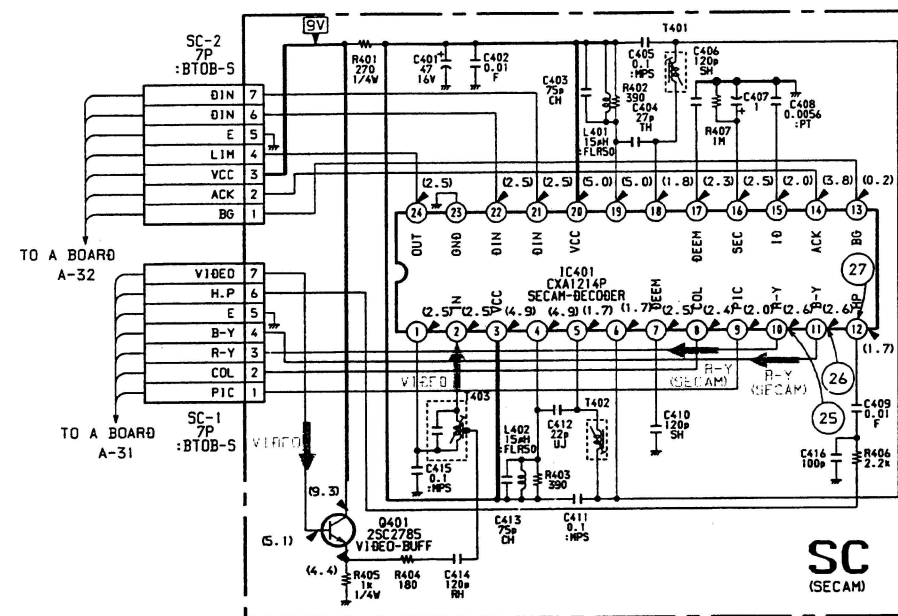 9V
SC-2
7P
:BTOB-S
DIN 7
DIN 6
E 5
LIM 4
VCC 3
ACK 2
BG 1
TO A BOARD
A-32
R401
270
1/4W
C401
47
16V
C402
0.01
F
C403
75p
CH
L401
15µH
:FLR50
R402
390
C404
27p
TH
C405
0.1
:MPS
T401
C406
120p
SH
R407
1M
C407
1
C408
0.0056
:PT
(2.5) (2.5) (2.5) (5.0) (5.0) (1.8) (2.3) (2.5) (2.0) (3.8) (0.2)
24 23 22 21 20 19 18 17 16 15 14 13
OUT GND DIN DIN VCC DEEM SEC ID ACK BG
IC401
CXA1214P
SECAM-DECODER
IN VCC DEEM COL PIC R-Y B-Y HP
1 2 3 4 5 6 7 8 9 10 11 12
(2.5) (2.5) (4.9) (4.9) (1.7) (1.7) (2.5) (2.4) (2.0) (2.6) (2.6) (1.7)
27
26
25
VIDEO 7
H.P 6
E 5
B-Y 4
R-Y 3
COL 2
PIC 1
SC-1
7P
:BTOB-S
TO A BOARD
A-31
VIDEO
VIDEO
R-Y
(SECAM)
R-Y
(SECAM)
T403
C415
0.1
:MPS
L402
15µH
:FLR50
C412
22p
UJ
T402
R403
390
C413
75p
CH
C411
0.1
:MPS
C410
120p
SH
C409
0.01
F
C416
100p
R406
2.2k
(9.3)
(5.1)
(4.4)
Q401
2SC2785
VIDEO-BUFF
R405
1k
1/4W
R404
180
C414
120p
RH
SC
(SECAM)